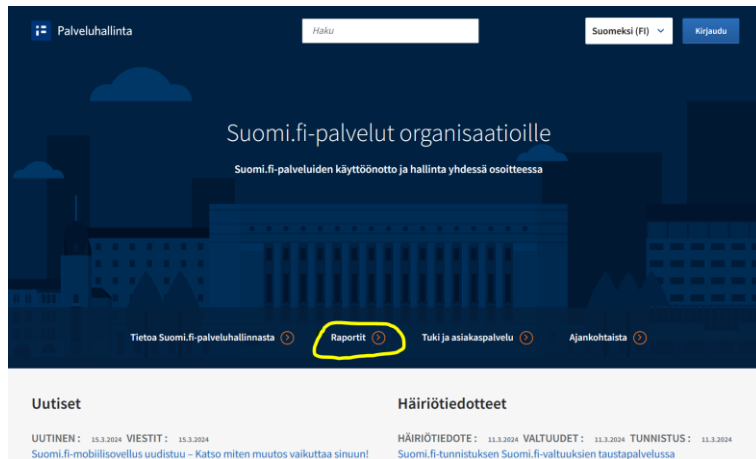 Palveluhallinta
Haku
Suomeksi (FI)
Kirjaudu
Suomi.fi-palvelut organisaatioille
Suomi.fi-palveluiden käyttöönotto ja hallinta yhdessä osoitteessa
Tietoa Suomi.fi-palveluhallinnasta
Raportit
Tuki ja asiakaspalvelu
Ajankohtaista
Uutiset
UUTINEN : 15.3.2024 VIESTIT : 15.3.2024
Suomi.fi-mobiilisovellus uudistuu – Katso miten muutos vaikuttaa sinuun!
Häiriötiedotteet
HÄIRIÖTIEDOTE : 11.3.2024 VALTUUDET : 11.3.2024 TUNNISTUS : 11.3.2024
Suomi.fi-tunnistuksen Suomi.fi-valtuuksien taustapalvelussa